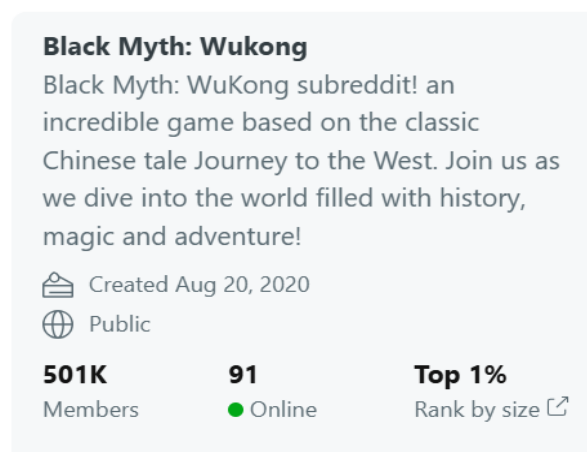 Black Myth: Wukong
Black Myth: WuKong subreddit! an
incredible game based on the classic
Chinese tale Journey to the West. Join us as
we dive into the world filled with history,
magic and adventure!
Created Aug 20, 2020
Public
501K 91 Top 1%
Members Online Rank by size